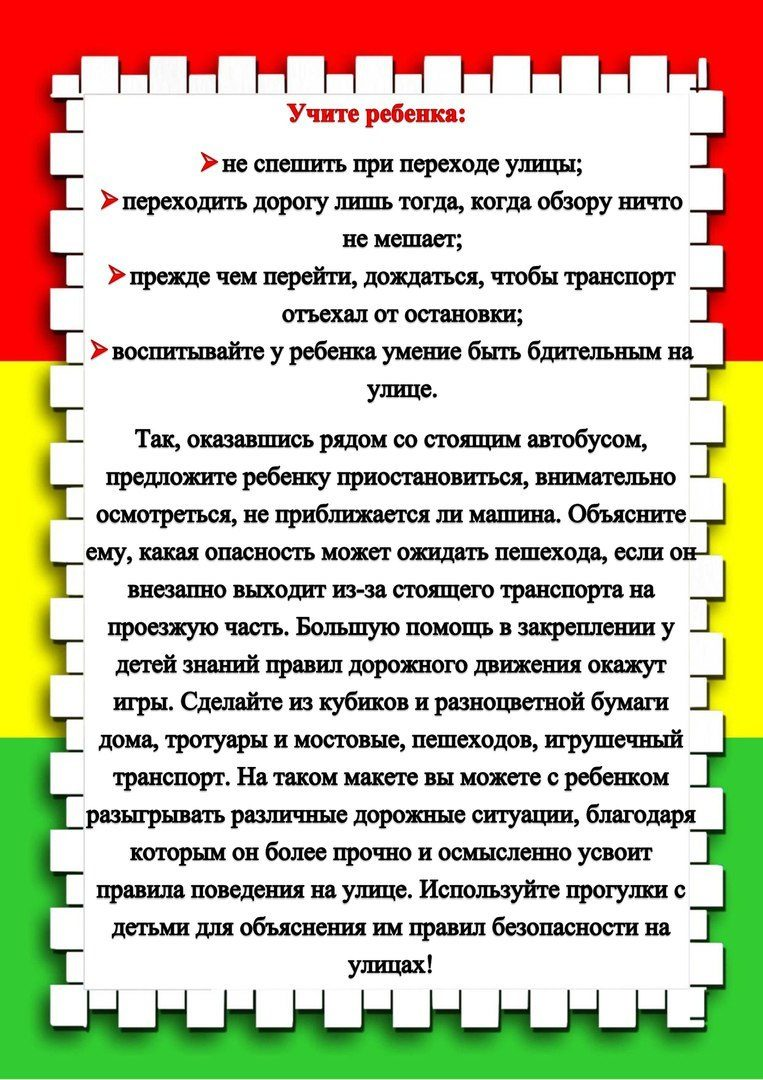 Учите ребенка:
➢ не спешить при переходе улицы;
➢ переходить дорогу лишь тогда, когда обзору ничто
не мешает;
➢ прежде чем перейти, дождаться, чтобы транспорт
отъехал от остановки;
➢ воспитывайте у ребенка умение быть бдительным на
улице.
Так, оказавшись рядом со стоящим автобусом,
предложите ребенку приостановиться, внимательно
осмотреться, не приближается ли машина. Объясните
ему, какая опасность может ожидать пешехода, если он
внезапно выходит из-за стоящего транспорта на
проезжую часть. Большую помощь в закреплении у
детей знаний правил дорожного движения окажут
игры. Сделайте из кубиков и разноцветной бумаги
дома, тротуары и мостовые, пешеходов, игрушечный
транспорт. На таком макете вы можете с ребенком
разыгрывать различные дорожные ситуации, благодаря
которым он более прочно и осмысленно усвоит
правила поведения на улице. Используйте прогулки с
детьми для объяснения им правил безопасности на
улицах!